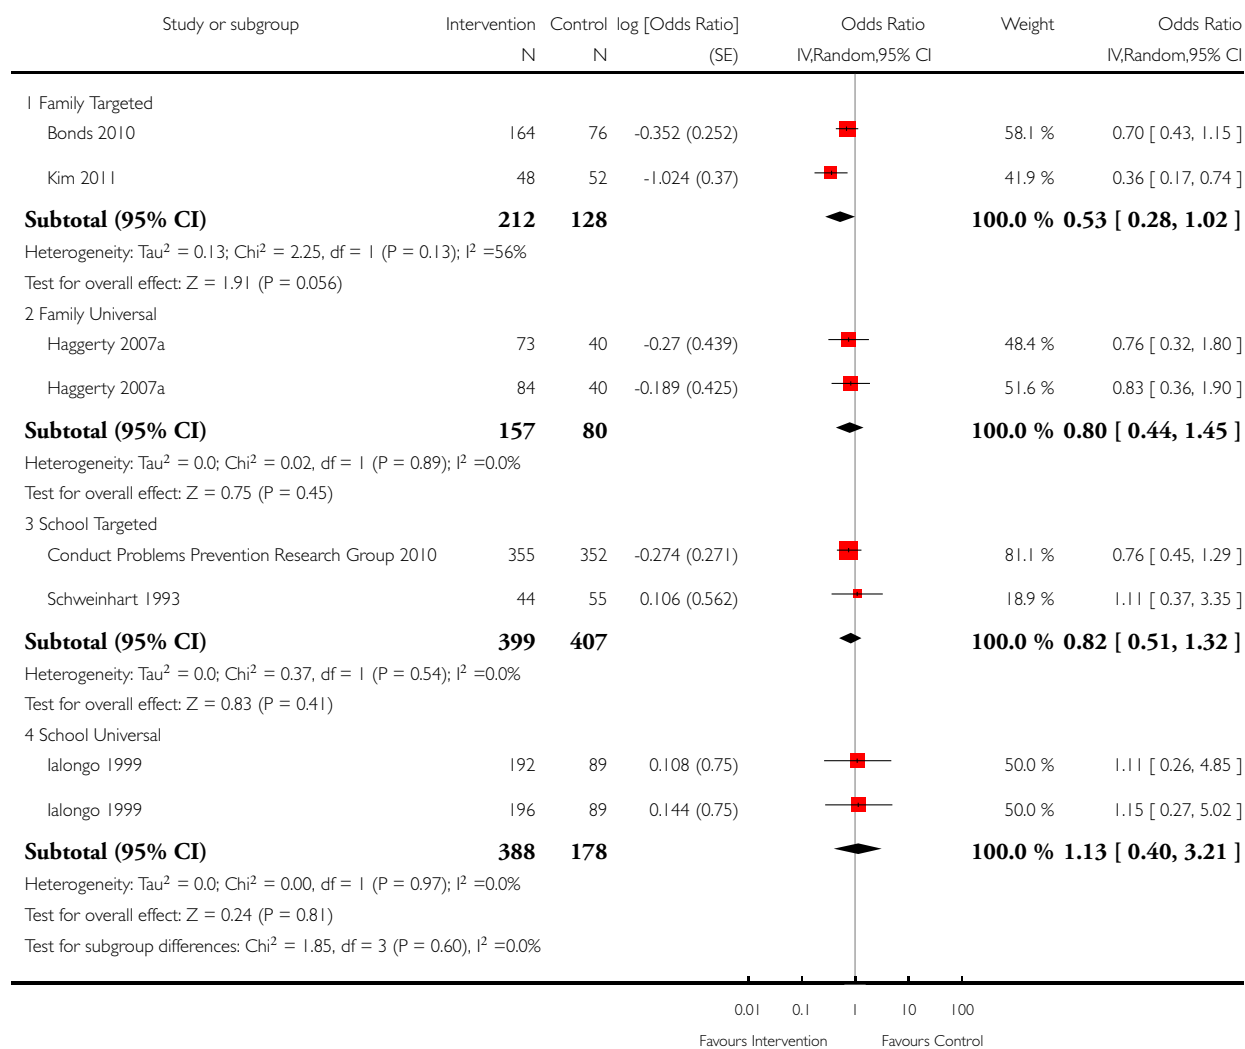 Study or subgroup Intervention Control log [Odds Ratio] Odds Ratio Weight Odds Ratio
N N (SE) IV,Random,95% CI IV,Random,95% CI
1 Family Targeted
Bonds 2010 164 76 -0.352 (0.252) 58.1 % 0.70 [ 0.43, 1.15 ]
Kim 2011 48 52 -1.024 (0.37) 41.9 % 0.36 [ 0.17, 0.74 ]
Subtotal (95% CI) 212 128 100.0 % 0.53 [ 0.28, 1.02 ]
Heterogeneity: Tau² = 0.13; Chi² = 2.25, df = 1 (P = 0.13); I² =56%
Test for overall effect: Z = 1.91 (P = 0.056)
2 Family Universal
Haggerty 2007a 73 40 -0.27 (0.439) 48.4 % 0.76 [ 0.32, 1.80 ]
Haggerty 2007a 84 40 -0.189 (0.425) 51.6 % 0.83 [ 0.36, 1.90 ]
Subtotal (95% CI) 157 80 100.0 % 0.80 [ 0.44, 1.45 ]
Heterogeneity: Tau² = 0.0; Chi² = 0.02, df = 1 (P = 0.89); I² =0.0%
Test for overall effect: Z = 0.75 (P = 0.45)
3 School Targeted
Conduct Problems Prevention Research Group 2010 355 352 -0.274 (0.271) 81.1 % 0.76 [ 0.45, 1.29 ]
Schweinhart 1993 44 55 0.106 (0.562) 18.9 % 1.11 [ 0.37, 3.35 ]
Subtotal (95% CI) 399 407 100.0 % 0.82 [ 0.51, 1.32 ]
Heterogeneity: Tau² = 0.0; Chi² = 0.37, df = 1 (P = 0.54); I² =0.0%
Test for overall effect: Z = 0.83 (P = 0.41)
4 School Universal
Ialongo 1999 192 89 0.108 (0.75) 50.0 % 1.11 [ 0.26, 4.85 ]
Ialongo 1999 196 89 0.144 (0.75) 50.0 % 1.15 [ 0.27, 5.02 ]
Subtotal (95% CI) 388 178 100.0 % 1.13 [ 0.40, 3.21 ]
Heterogeneity: Tau² = 0.0; Chi² = 0.00, df = 1 (P = 0.97); I² =0.0%
Test for overall effect: Z = 0.24 (P = 0.81)
Test for subgroup differences: Chi² = 1.85, df = 3 (P = 0.60), I² =0.0%
0.01 0.1 1 10 100
Favours Intervention Favours Control